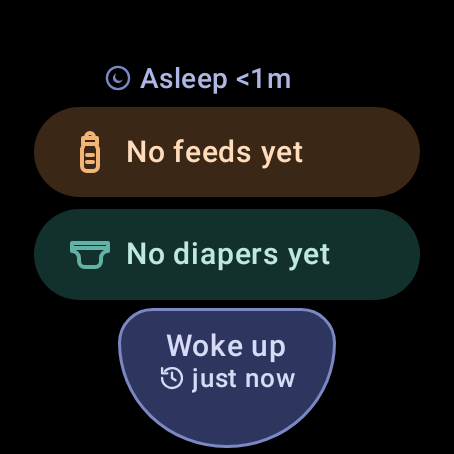 Asleep <1m
No feeds yet
No diapers yet
Woke up
just now